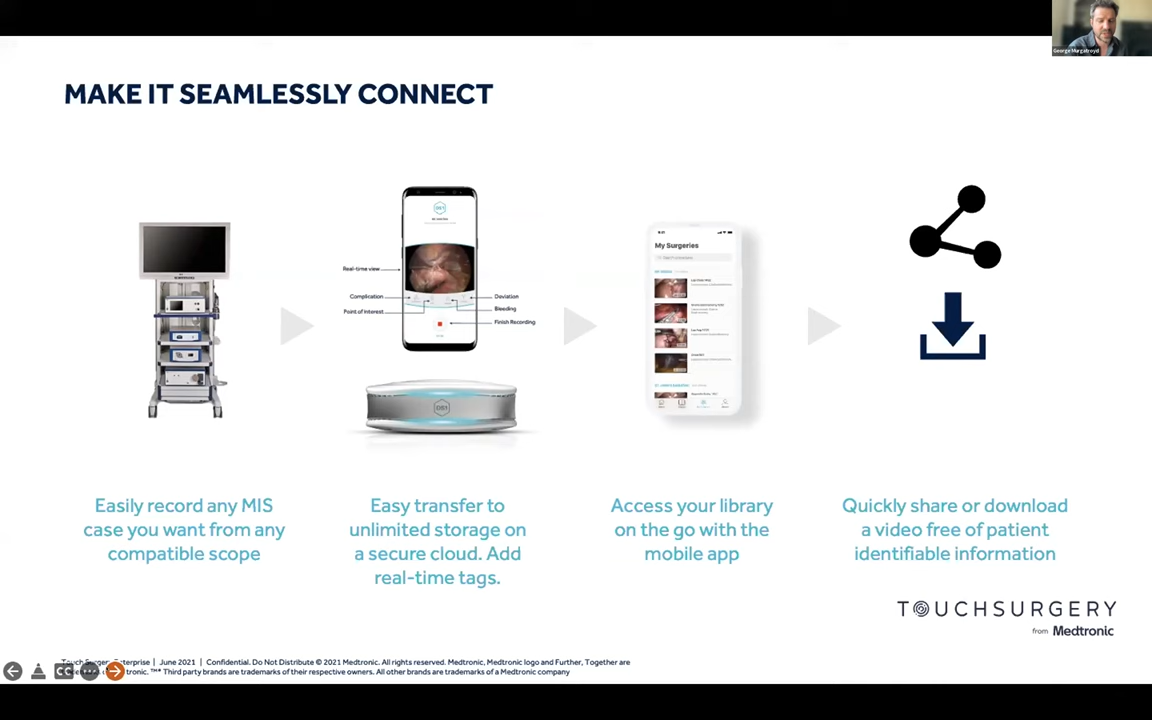 George Murgatroyd
MAKE IT SEAMLESSLY CONNECT
DS1
Real-time view
Complication
Point of Interest
Deviation
Bleeding
Finish Recording
DS1
My Surgeries
Easily record any MIS
case you want from any
compatible scope
Easy transfer to
unlimited storage on
a secure cloud. Add
real-time tags.
Access your library
on the go with the
mobile app
Quickly share or download
a video free of patient
identifiable information
TOUCHSURGERY
from Medtronic
Touch Surgery Enterprise | June 2021 | Confidential. Do Not Distribute © 2021 Medtronic. All rights reserved. Medtronic, Medtronic logo and Further, Together are
tronic. ™* Third party brands are trademarks of their respective owners. All other brands are trademarks of a Medtronic company
CC